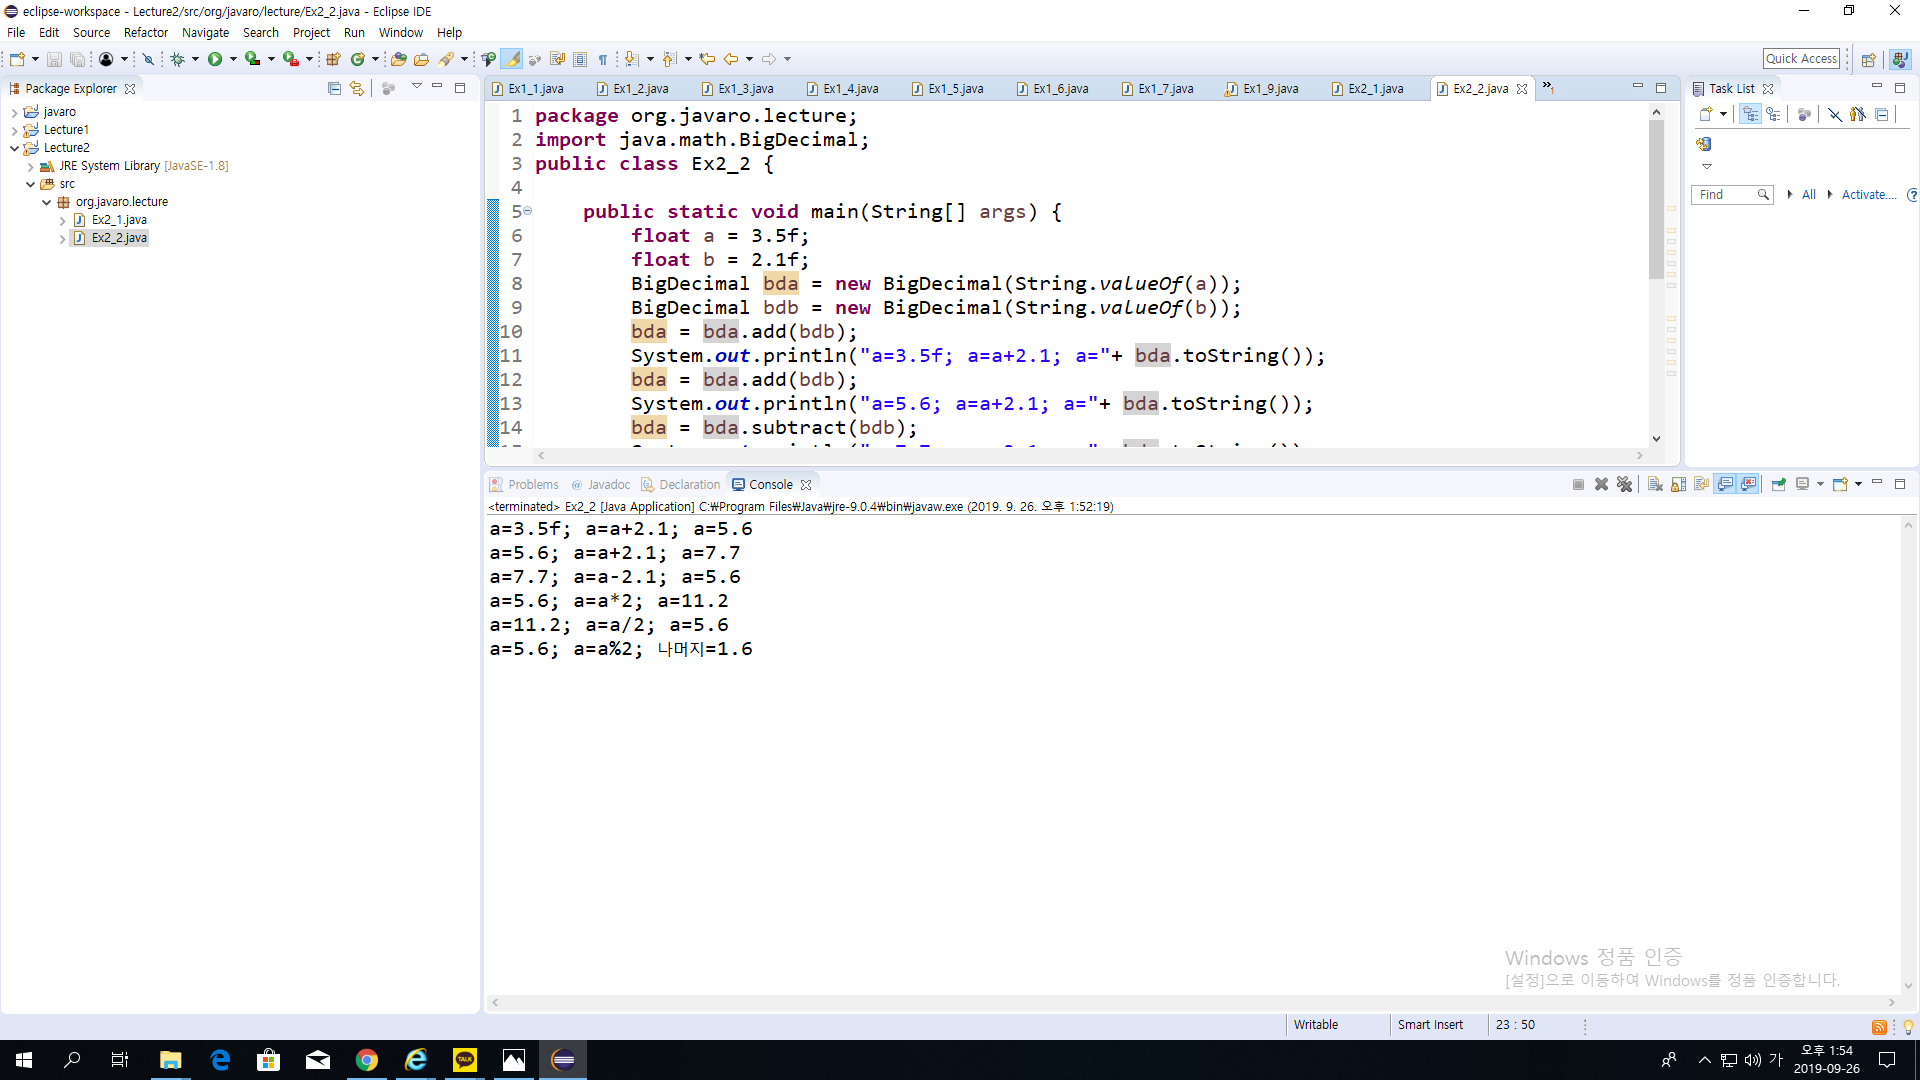 eclipse-workspace - Lecture2/src/org/javaro/lecture/Ex2_2.java - Eclipse IDE
File Edit Source Refactor Navigate Search Project Run Window Help
Quick Access
Package Explorer
javaro
Lecture1
Lecture2
JRE System Library [JavaSE-1.8]
src
org.javaro.lecture
Ex2_1.java
Ex2_2.java
Ex1_1.java Ex1_2.java Ex1_3.java Ex1_4.java Ex1_5.java Ex1_6.java Ex1_7.java Ex1_9.java Ex2_1.java Ex2_2.java »1
1 package org.javaro.lecture;
2 import java.math.BigDecimal;
3 public class Ex2_2 {
4
5 public static void main(String[] args) {
6 float a = 3.5f;
7 float b = 2.1f;
8 BigDecimal bda = new BigDecimal(String.valueOf(a));
9 BigDecimal bdb = new BigDecimal(String.valueOf(b));
10 bda = bda.add(bdb);
11 System.out.println("a=3.5f; a=a+2.1; a="+ bda.toString());
12 bda = bda.add(bdb);
13 System.out.println("a=5.6; a=a+2.1; a="+ bda.toString());
14 bda = bda.subtract(bdb);
Task List
Find All Activate...
Problems @ Javadoc Declaration Console
<terminated> Ex2_2 [Java Application] C:₩Program Files₩Java₩jre-9.0.4₩bin₩javaw.exe (2019. 9. 26. 오후 1:52:19)
a=3.5f; a=a+2.1; a=5.6
a=5.6; a=a+2.1; a=7.7
a=7.7; a=a-2.1; a=5.6
a=5.6; a=a*2; a=11.2
a=11.2; a=a/2; a=5.6
a=5.6; a=a%2; 나머지=1.6
Windows 정품 인증
[설정]으로 이동하여 Windows를 정품 인증합니다.
Writable Smart Insert 23 : 50
TALK
가
오후 1:54
2019-09-26